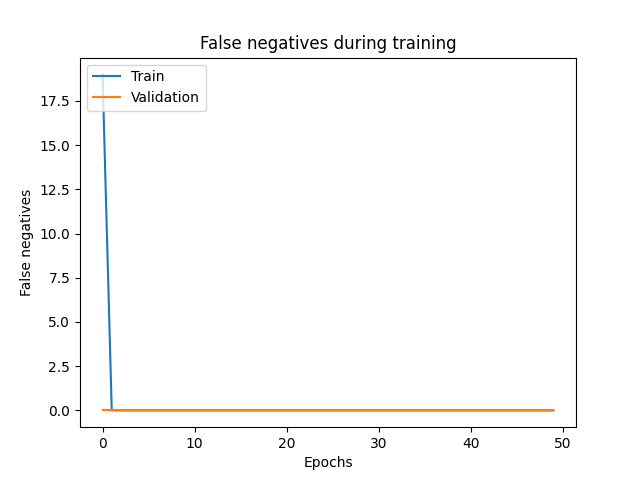 False negatives during training
Train
Validation
False negatives
17.5
15.0
12.5
10.0
7.5
5.0
2.5
0.0
0 10 20 30 40 50
Epochs